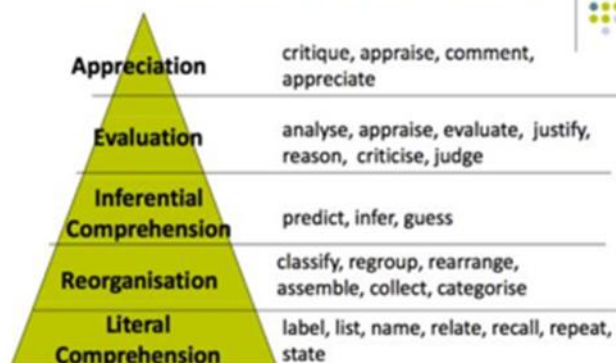 Appreciation
critique, appraise, comment,
appreciate
Evaluation
analyse, appraise, evaluate, justify,
reason, criticise, judge
Inferential
Comprehension
predict, infer, guess
Reorganisation
classify, regroup, rearrange,
assemble, collect, categorise
Literal
Comprehension
label, list, name, relate, recall, repeat,
state